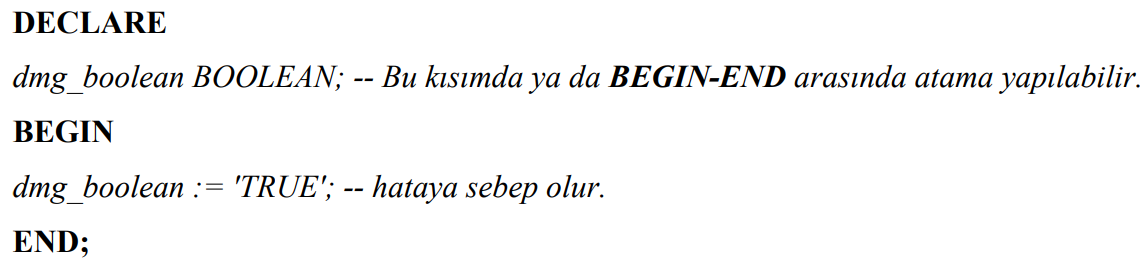 DECLARE
dmg_boolean BOOLEAN; -- Bu kısımda ya da BEGIN-END arasında atama yapılabilir.
BEGIN
dmg_boolean := 'TRUE'; -- hataya sebep olur.
END;